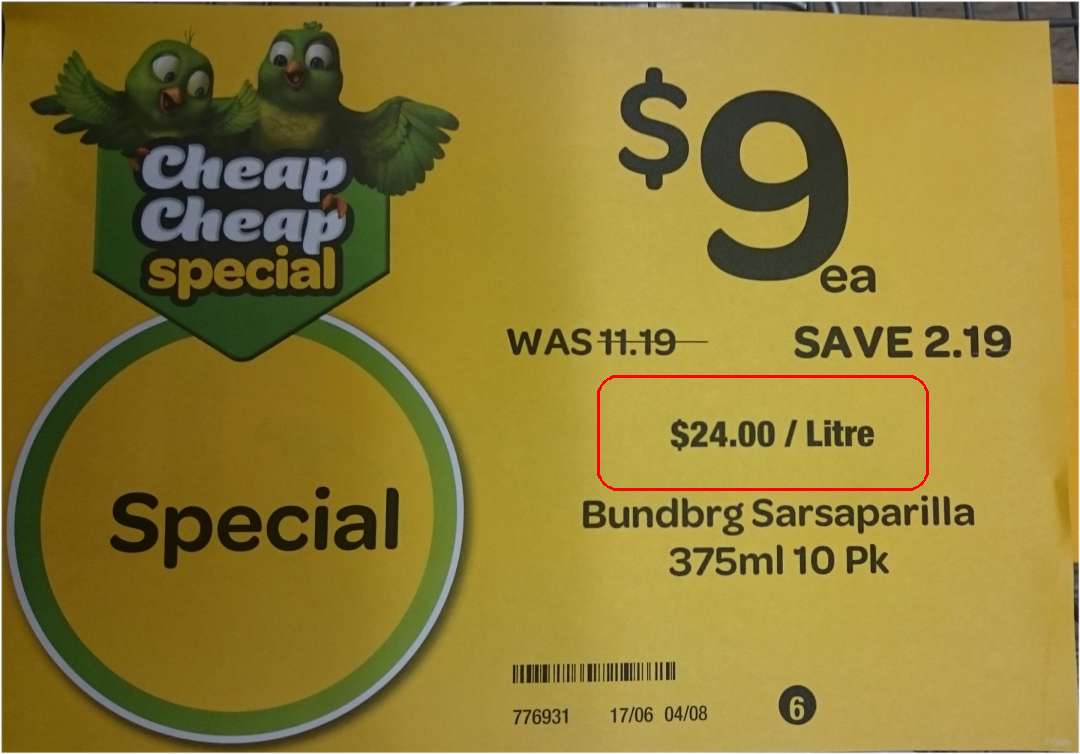 Cheap
Cheap
special
$9 ea
WAS 11.19 SAVE 2.19
$24.00 / Litre
Bundbrg Sarsaparilla
375ml 10 Pk
Special
776931 17/06 04/08 6